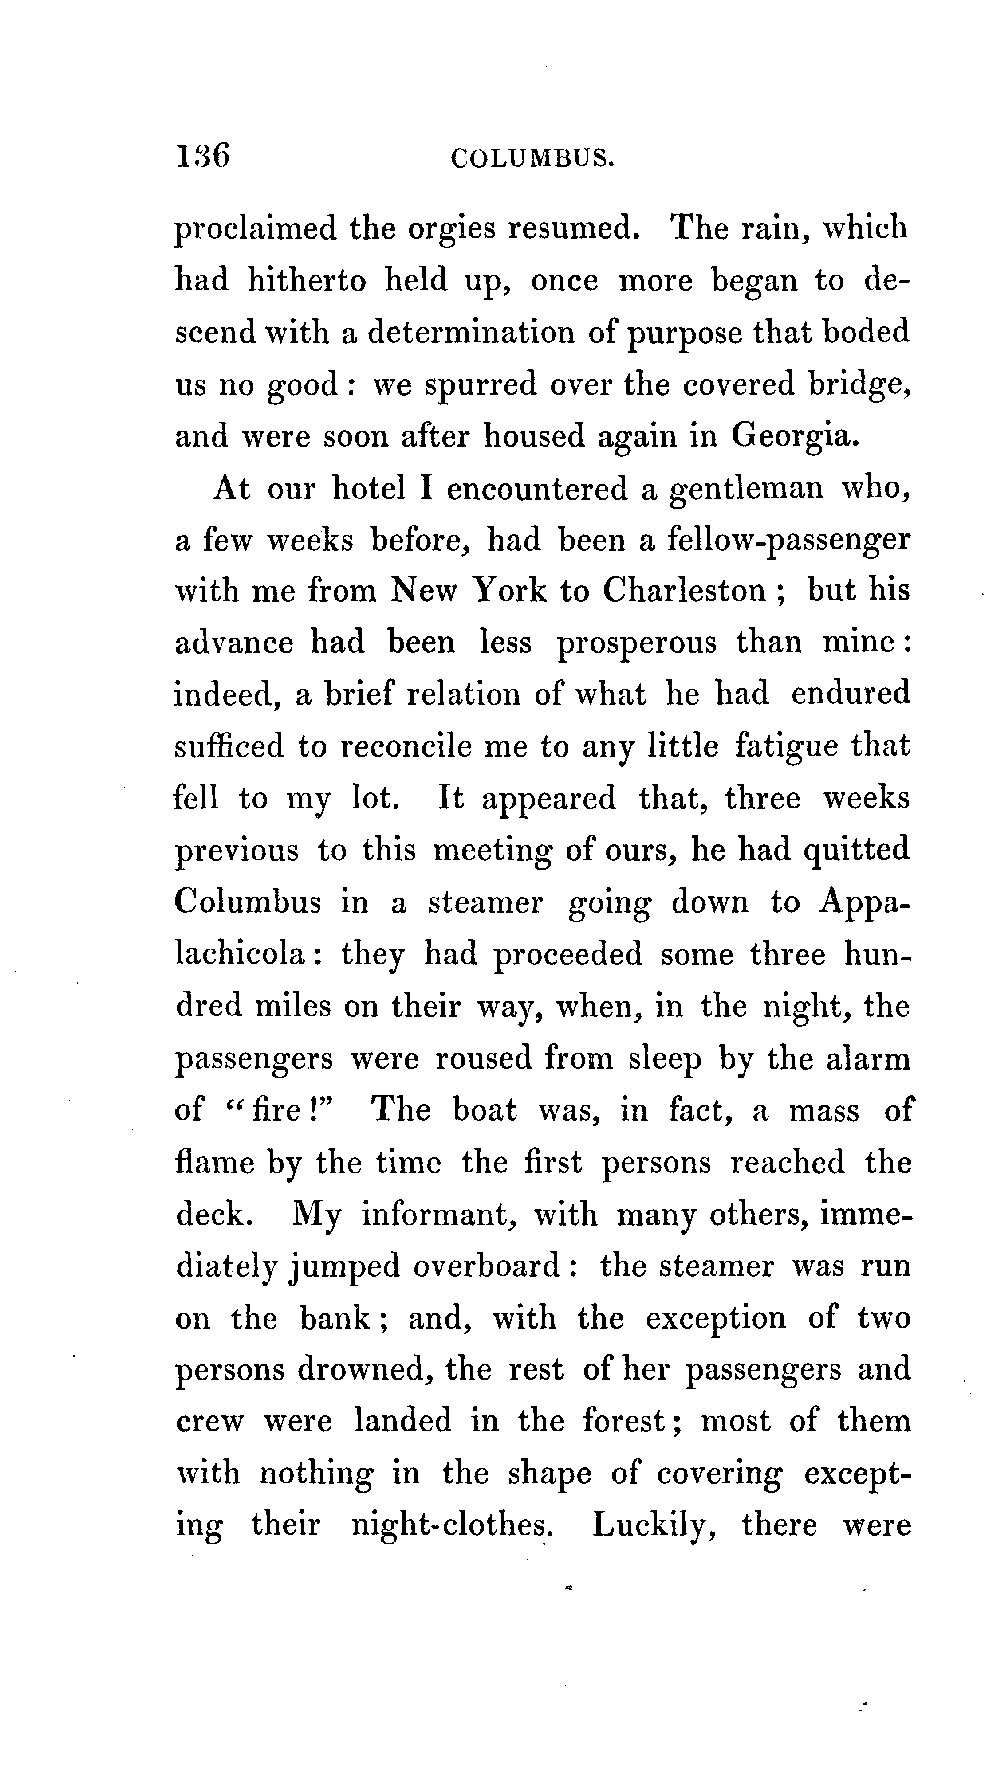 136 COLUMBUS.
proclaimed the orgies resumed. The rain, which
had hitherto held up, once more began to de-
scend with a determination of purpose that boded
us no good : we spurred over the covered bridge,
and were soon after housed again in Georgia.
At our hotel I encountered a gentleman who,
a few weeks before, had been a fellow-passenger
with me from New York to Charleston ; but his
advance had been less prosperous than mine :
indeed, a brief relation of what he had endured
sufficed to reconcile me to any little fatigue that
fell to my lot. It appeared that, three weeks
previous to this meeting of ours, he had quitted
Columbus in a steamer going down to Appa-
lachicola : they had proceeded some three hun-
dred miles on their way, when, in the night, the
passengers were roused from sleep by the alarm
of “ fire !” The boat was, in fact, a mass of
flame by the time the first persons reached the
deck. My informant, with many others, imme-
diately jumped overboard : the steamer was run
on the bank ; and, with the exception of two
persons drowned, the rest of her passengers and
crew were landed in the forest ; most of them
with nothing in the shape of covering except-
ing their night-clothes. Luckily, there were